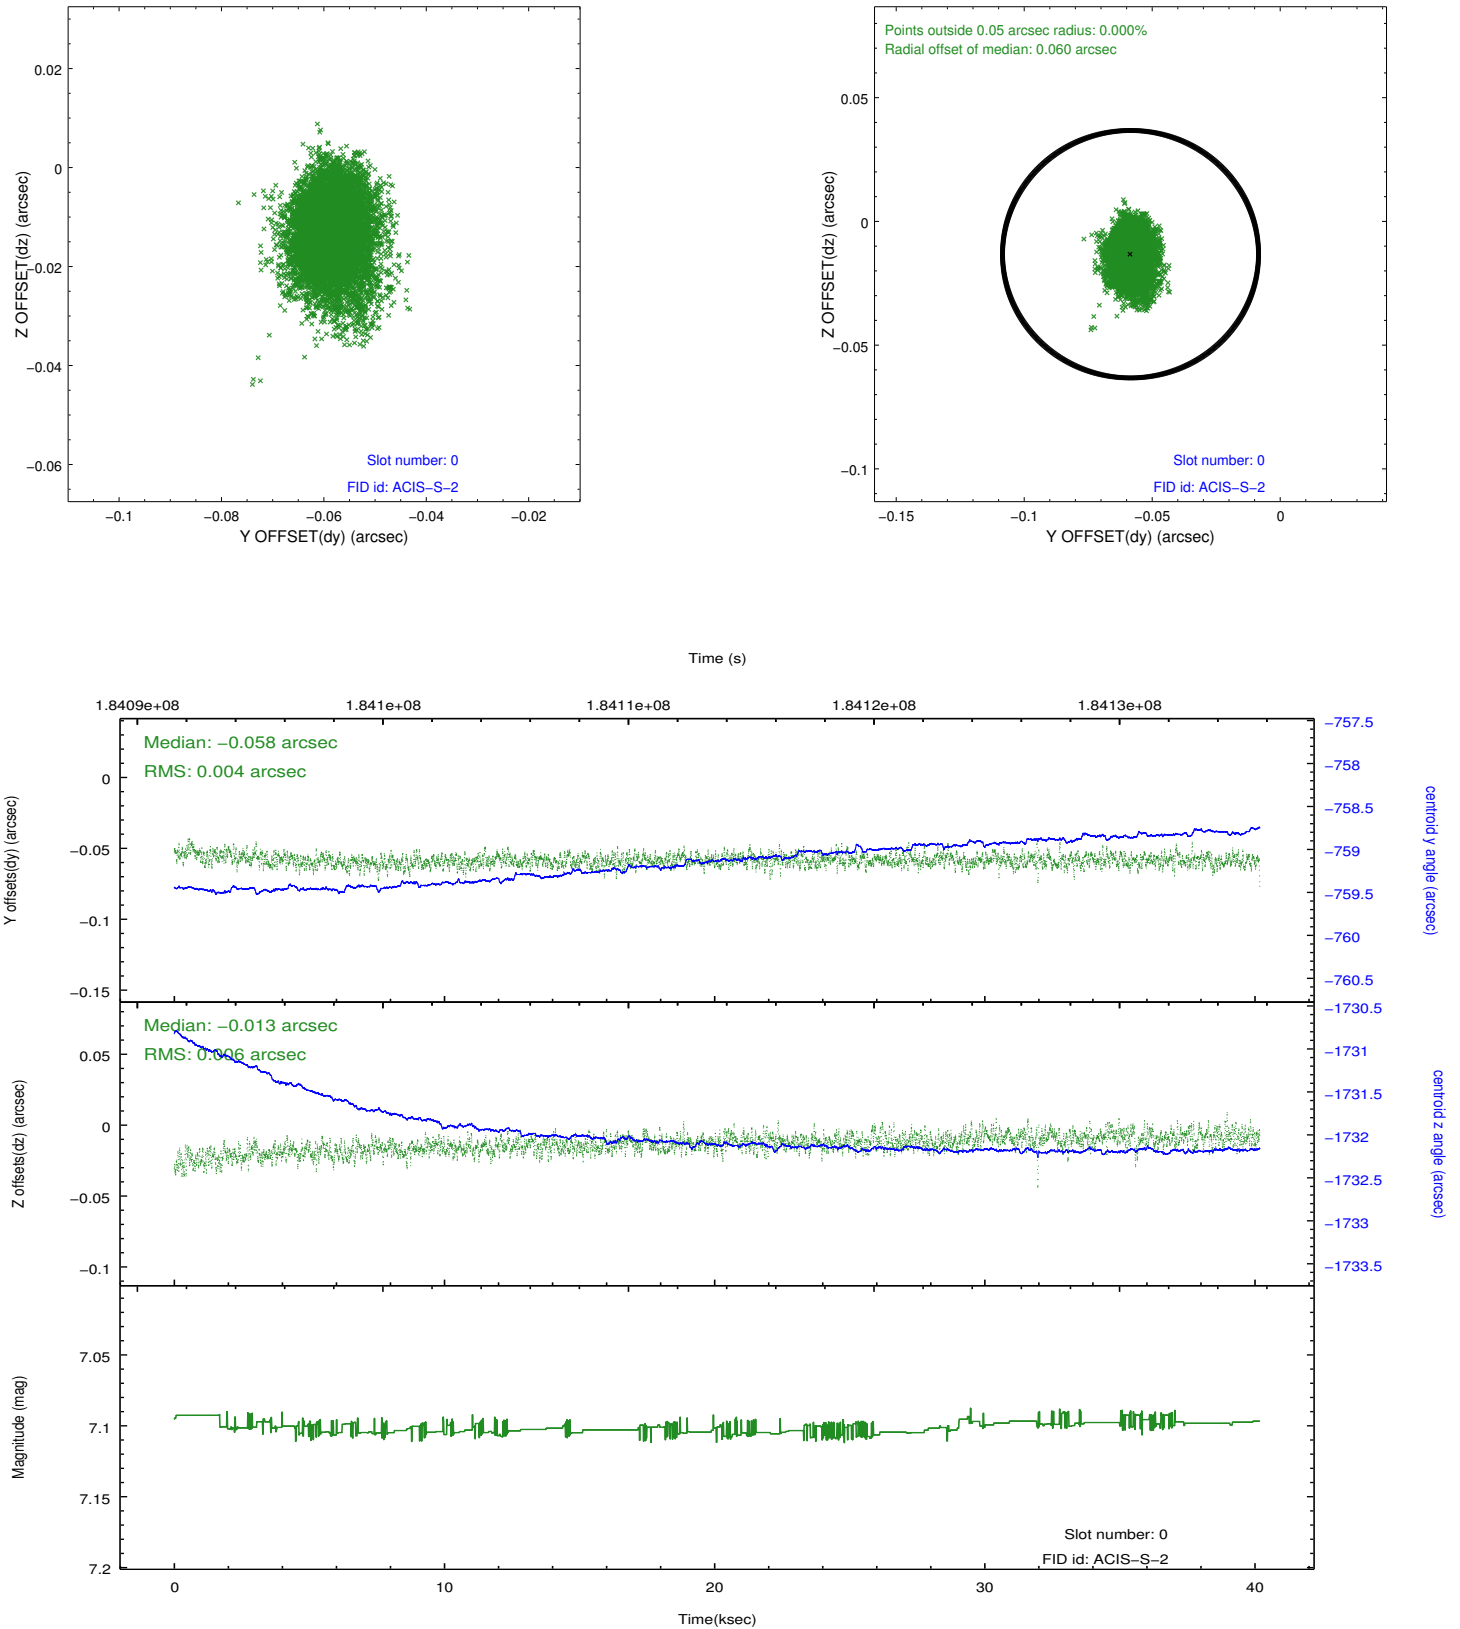 0.02
0
−0.02
−0.04
−0.06
Z OFFSET(dz) (arcsec)
Slot number: 0
FID id: ACIS−S−2
−0.1
−0.08
−0.06
−0.04
−0.02
Y OFFSET(dy) (arcsec)
Points outside 0.05 arcsec radius: 0.000%
Radial offset of median: 0.060 arcsec
0.05
0
−0.05
−0.1
Z OFFSET(dz) (arcsec)
Slot number: 0
FID id: ACIS−S−2
−0.15
−0.1
−0.05
0
Y OFFSET(dy) (arcsec)
Time (s)
1.8409e+08
1.841e+08
1.8411e+08
1.8412e+08
1.8413e+08
Median: −0.058 arcsec
RMS: 0.004 arcsec
0
−0.05
−0.1
−0.15
Y offsets(dy) (arcsec)
−757.5
−758
−758.5
−759
−759.5
−760
−760.5
centroid y angle (arcsec)
Median: −0.013 arcsec
RMS: 0.006 arcsec
0.05
0
−0.05
−0.1
Z offsets(dz) (arcsec)
−1730.5
−1731
−1731.5
−1732
−1732.5
−1733
−1733.5
centroid z angle (arcsec)
7.05
7.1
7.15
7.2
Magnitude (mag)
Slot number: 0
FID id: ACIS−S−2
0
10
20
30
40
Time(ksec)